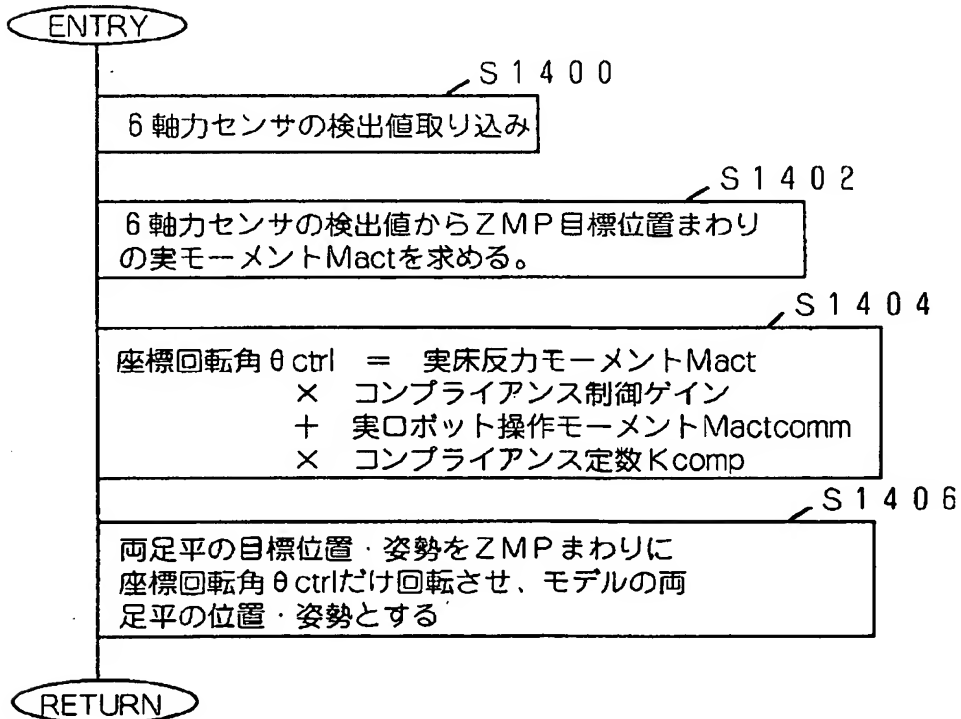 ENTRY
S1400
6軸力センサの検出値取り込み
S1402
6軸力センサの検出値からZMP目標位置まわり
の実モーメントMactを求める。
S1404
座標回転角θctrl ＝ 実床反力モーメントMact
× コンプライアンス制御ゲイン
＋ 実ロボット操作モーメントMactcomm
× コンプライアンス定数Kcomp
S1406
両足平の目標位置・姿勢をZMPまわりに
座標回転角θctrlだけ回転させ、モデルの両
足平の位置・姿勢とする
RETURN